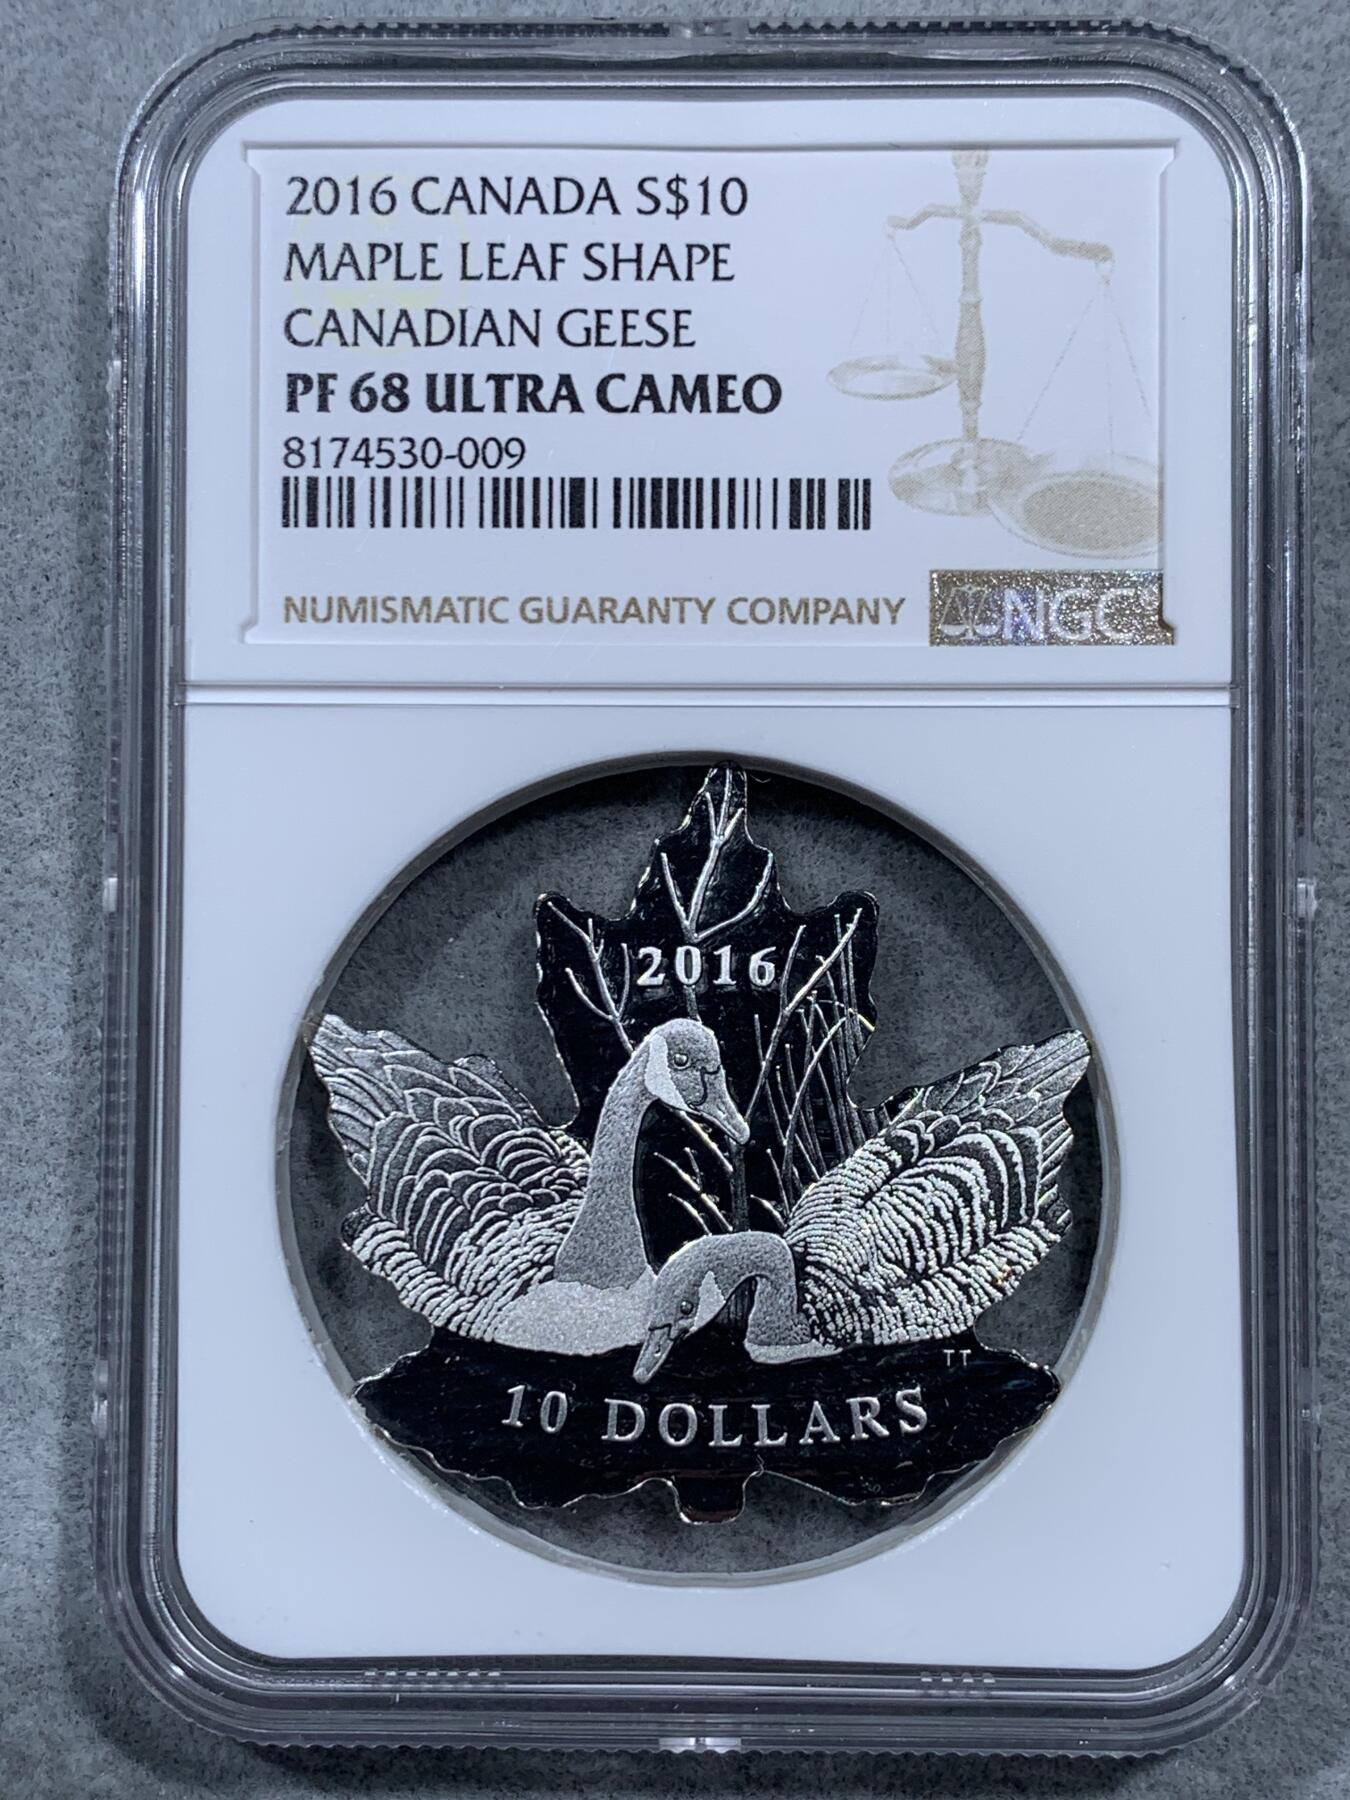 2016 CANADA S$10
MAPLE LEAF SHAPE
CANADIAN GEESE
PF 68 ULTRA CAMEO
8174530-009
NUMISMATIC GUARANTY COMPANY
NGC®
2016
TT
10 DOLLARS